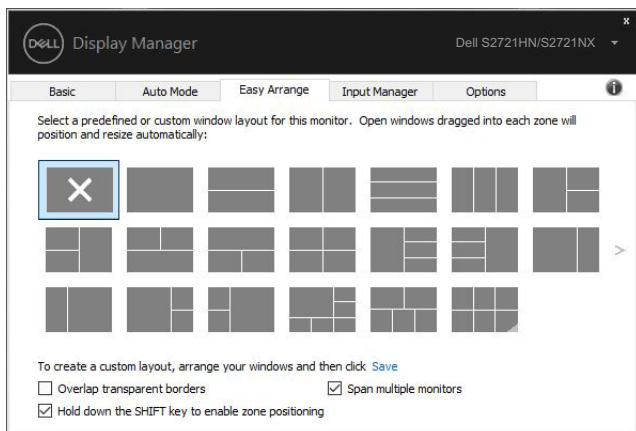 x
DELL Display Manager Dell S2721HN/S2721NX
Basic Auto Mode Easy Arrange Input Manager Options i
Select a predefined or custom window layout for this monitor. Open windows dragged into each zone will
position and resize automatically:
>
To create a custom layout, arrange your windows and then click Save
Overlap transparent borders Span multiple monitors
Hold down the SHIFT key to enable zone positioning